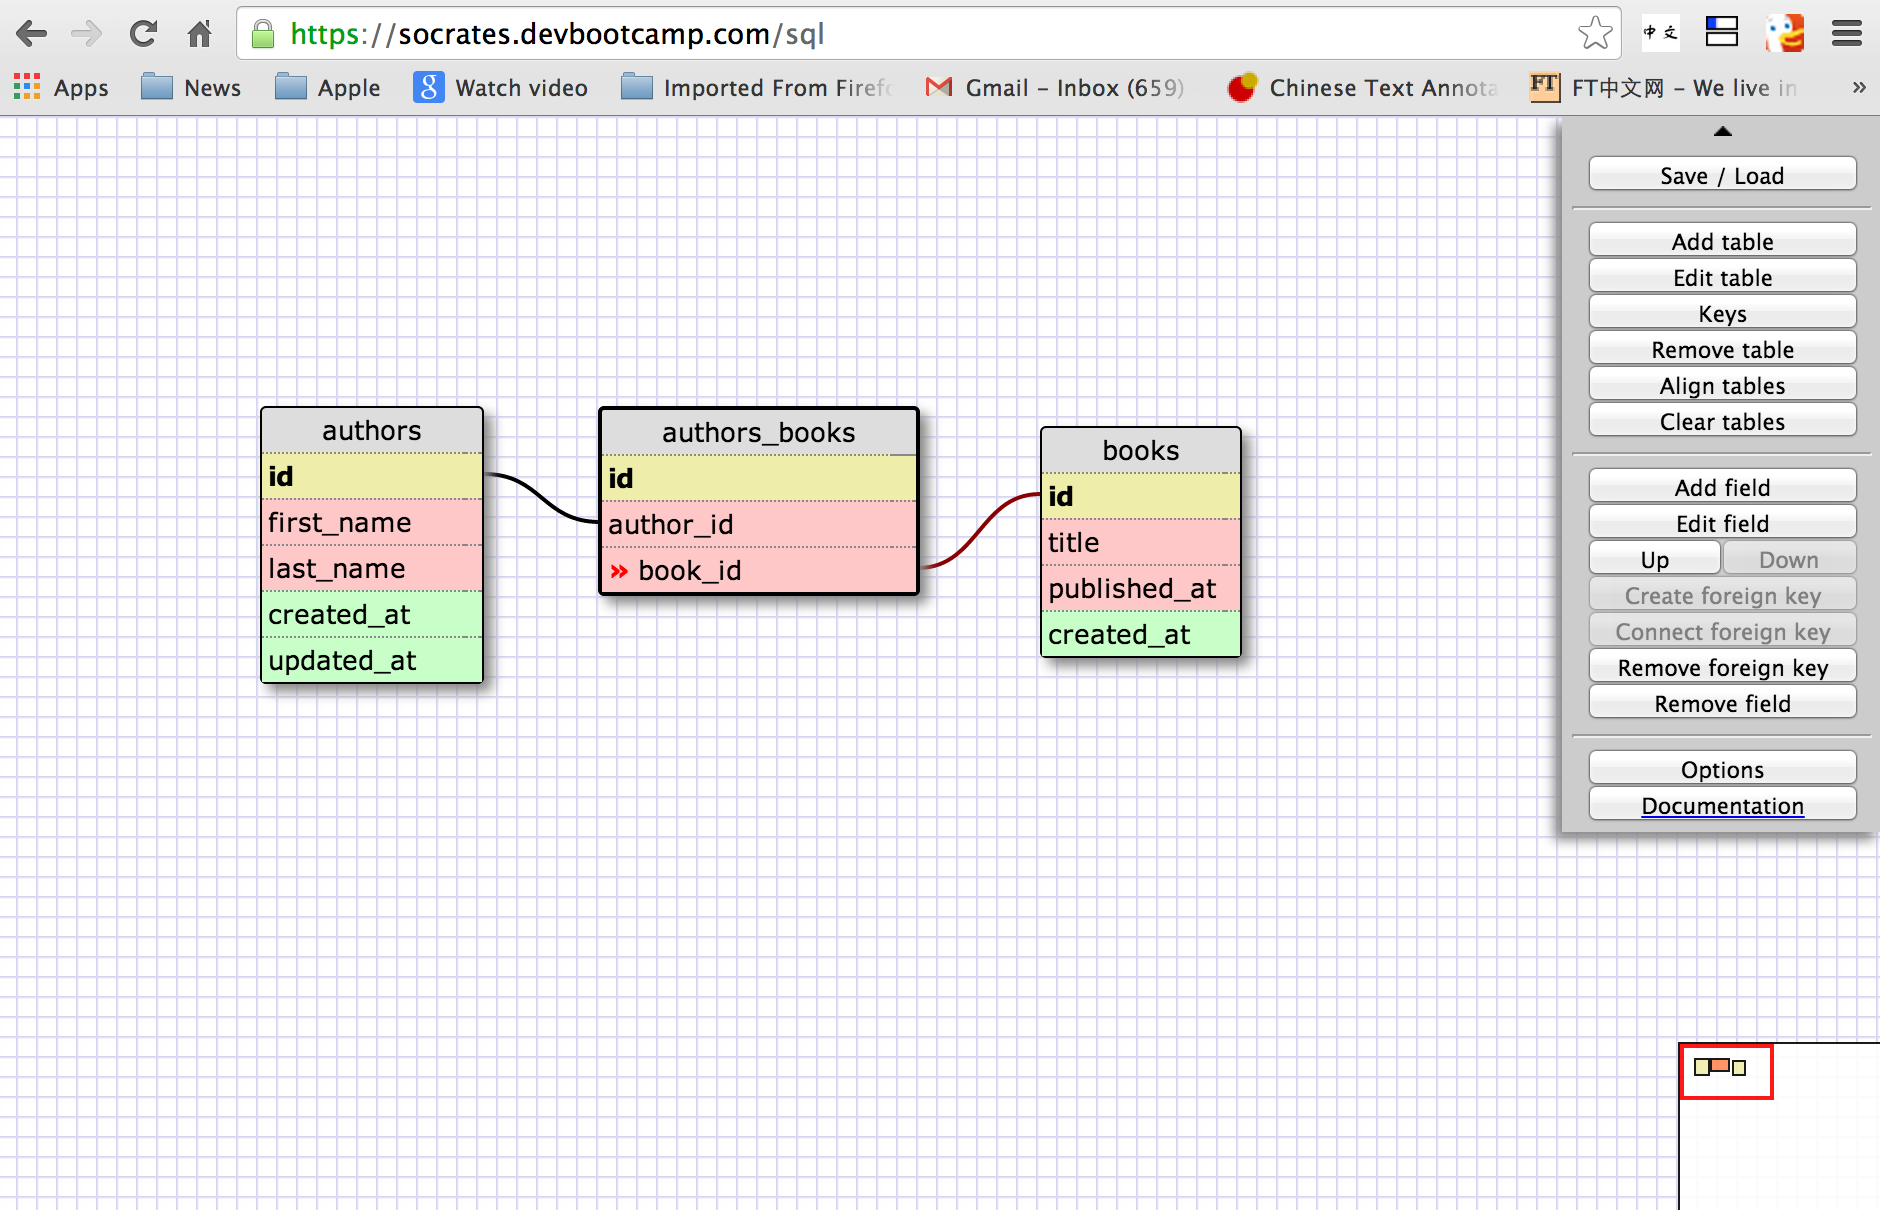 https://socrates.devbootcamp.com/sql
中文
Apps News Apple g Watch video Imported From Firefo Gmail - Inbox (659) Chinese Text Annota FT FT中文网 - We live in »
Save / Load
Add table
Edit table
Keys
Remove table
Align tables
Clear tables
Add field
Edit field
Up Down
Create foreign key
Connect foreign key
Remove foreign key
Remove field
Options
Documentation
authors
id
first_name
last_name
created_at
updated_at
authors_books
id
author_id
» book_id
books
id
title
published_at
created_at